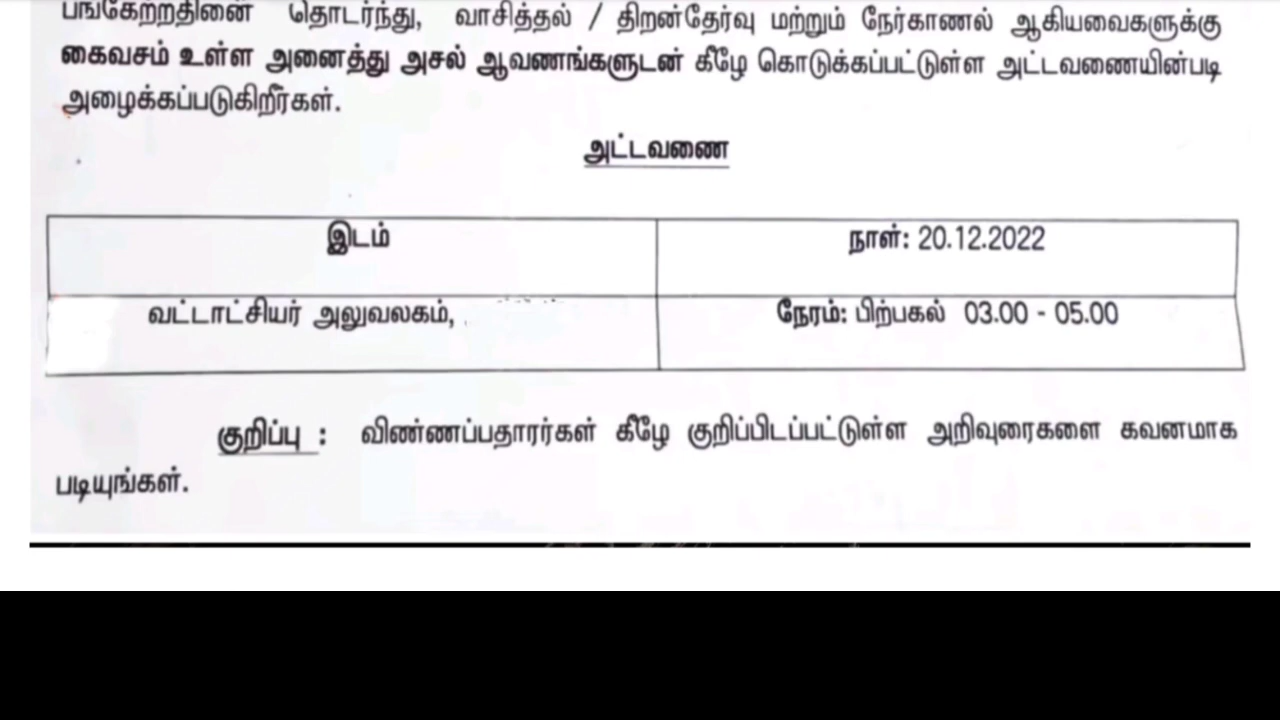 பங்கேற்றதினை தொடர்ந்து, வாசித்தல் / திறன்தேர்வு மற்றும் நேர்காணல் ஆகியவைகளுக்கு
கைவசம் உள்ள அனைத்து அசல் ஆவணங்களுடன் கீழே கொடுக்கப்பட்டுள்ள அட்டவணையின்படி
அழைக்கப்படுகிறீர்கள்.
அட்டவணை
இடம்
நாள்: 20.12.2022
வட்டாட்சியர் அலுவலகம்,
நேரம்: பிற்பகல் 03.00 - 05.00
குறிப்பு : விண்ணப்பதாரர்கள் கீழே குறிப்பிடப்பட்டுள்ள அறிவுரைகளை கவனமாக
படியுங்கள்.